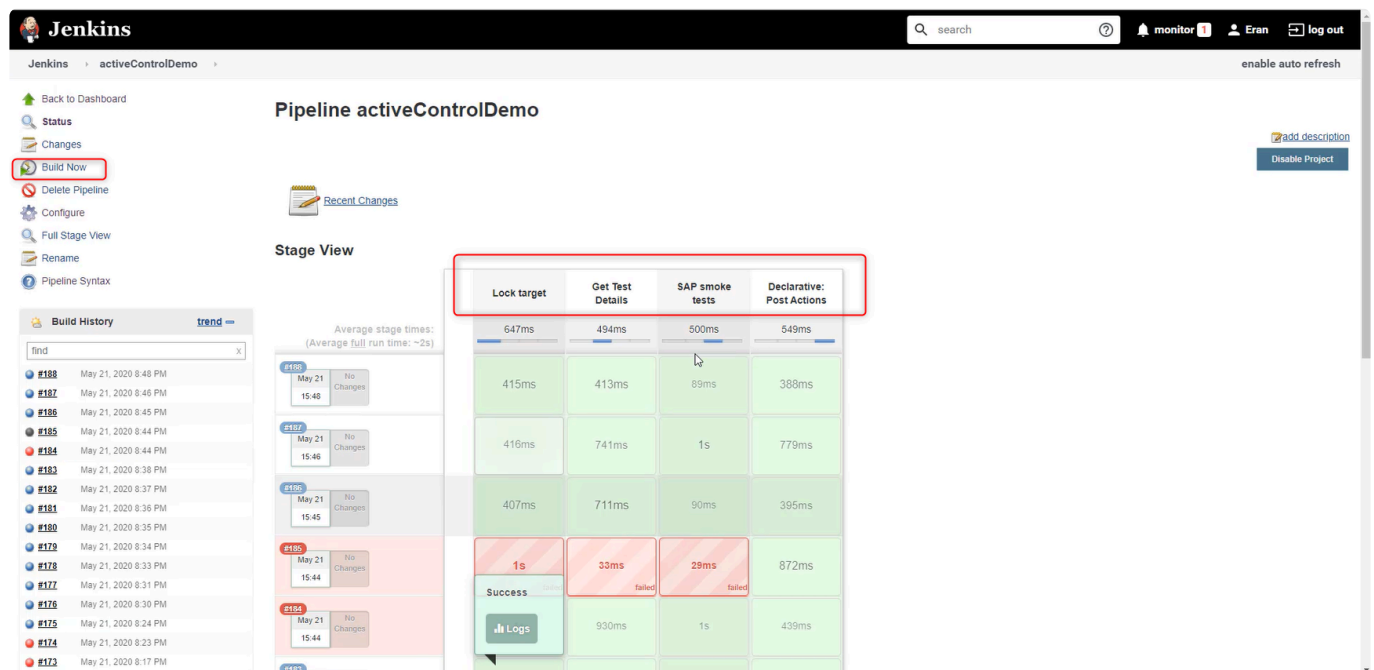 Jenkins
search
monitor 1
Eran
log out
Jenkins
activeControlDemo
enable auto refresh
Back to Dashboard
Status
Changes
Build Now
Delete Pipeline
Configure
Full Stage View
Rename
Pipeline Syntax
Build History
trend
find
x
#188 May 21, 2020 8:48 PM
#187 May 21, 2020 8:46 PM
#186 May 21, 2020 8:45 PM
#185 May 21, 2020 8:44 PM
#184 May 21, 2020 8:44 PM
#183 May 21, 2020 8:38 PM
#182 May 21, 2020 8:37 PM
#181 May 21, 2020 8:36 PM
#180 May 21, 2020 8:35 PM
#179 May 21, 2020 8:34 PM
#178 May 21, 2020 8:33 PM
#177 May 21, 2020 8:31 PM
#176 May 21, 2020 8:30 PM
#175 May 21, 2020 8:24 PM
#174 May 21, 2020 8:23 PM
#173 May 21, 2020 8:17 PM
Pipeline activeControlDemo
add description
Disable Project
Recent Changes
Stage View
Lock target
Get Test
Details
SAP smoke
tests
Declarative:
Post Actions
Average stage times:
(Average full run time: ~2s)
647ms 494ms 500ms 549ms
#188
May 21
15:48
No
Changes
415ms 413ms 89ms 388ms
#187
May 21
15:46
No
Changes
416ms 741ms 1s 779ms
#186
May 21
15:45
No
Changes
407ms 711ms 90ms 395ms
#185
May 21
15:44
No
Changes
1s 33ms 29ms 872ms
failed failed
Success
Logs
#184
May 21
15:44
No
Changes
930ms 1s 439ms